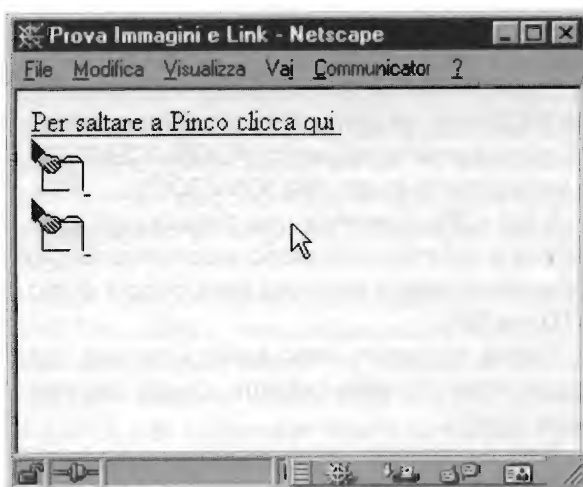 Prova Immagini e Link - Netscape
File Modifica Visualizza Vai Communicator ?
Per saltare a Pinco clicca qui